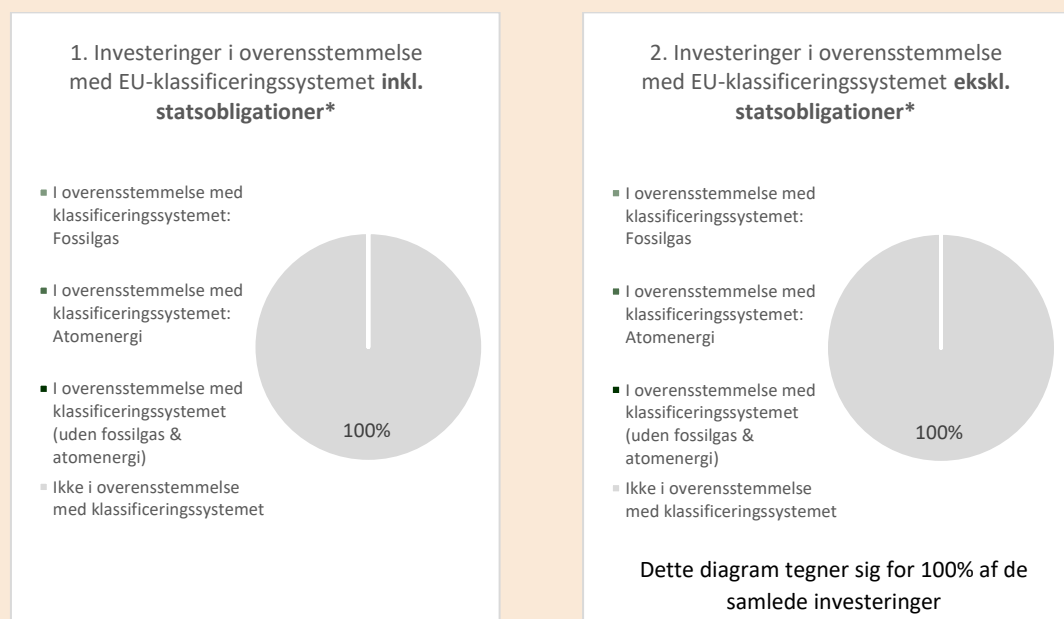 1. Investeringer i overensstemmelse
med EU-klassificeringssystemet inkl.
statsobligationer*
I overensstemmelse med
klassificeringssystemet:
Fossilgas
I overensstemmelse med
klassificeringssystemet:
Atomenergi
I overensstemmelse med
klassificeringssystemet
(uden fossilgas &
atomenergi)
Ikke i overensstemmelse
med klassificeringssystemet
100%
2. Investeringer i overensstemmelse
med EU-klassificeringssystemet ekskl.
statsobligationer*
I overensstemmelse med
klassificeringssystemet:
Fossilgas
I overensstemmelse med
klassificeringssystemet:
Atomenergi
I overensstemmelse med
klassificeringssystemet
(uden fossilgas &
atomenergi)
Ikke i overensstemmelse
med klassificeringssystemet
100%
Dette diagram tegner sig for 100% af de
samlede investeringer